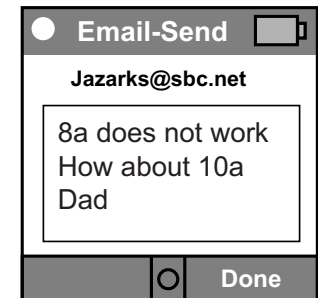 Email-Send
Jazarks@sbc.net
8a does not work
How about 10a
Dad
Done